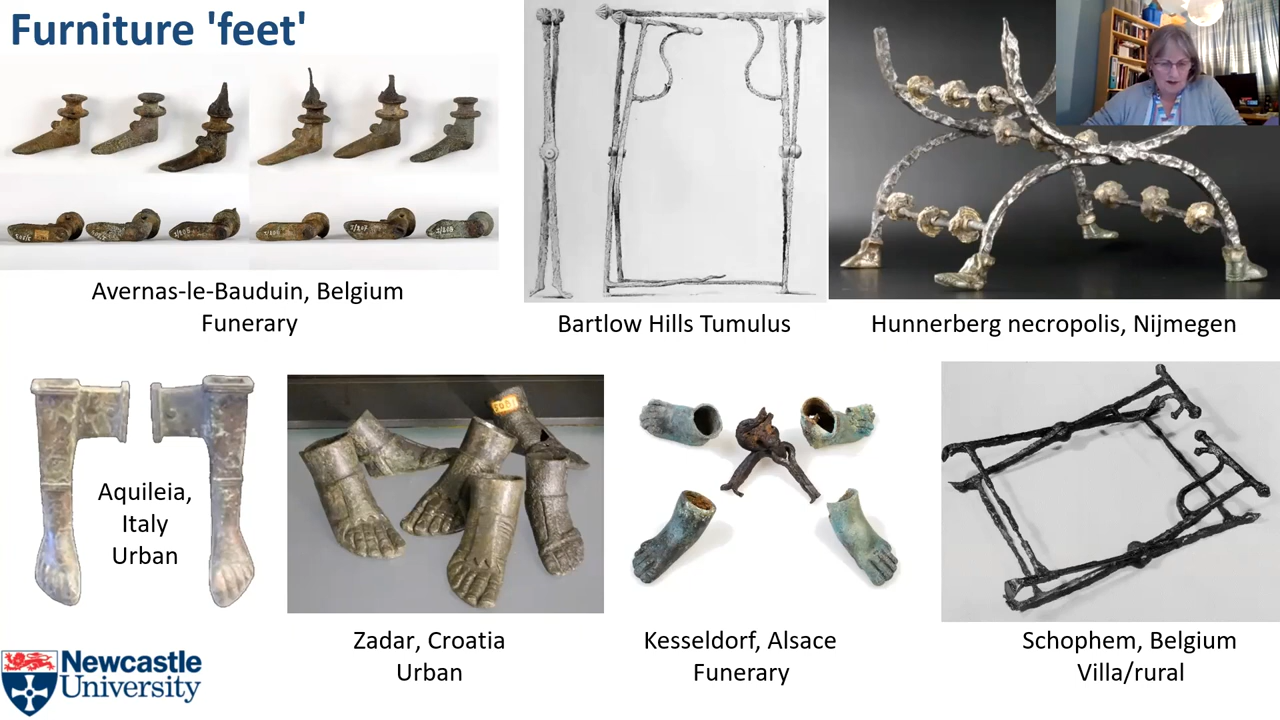 Furniture 'feet'
Avernas-le-Bauduin, Belgium
Funerary
Bartlow Hills Tumulus
Hunnerberg necropolis, Nijmegen
Aquileia,
Italy
Urban
Zadar, Croatia
Urban
Kesseldorf, Alsace
Funerary
Schophem, Belgium
Villa/rural
Newcastle
University